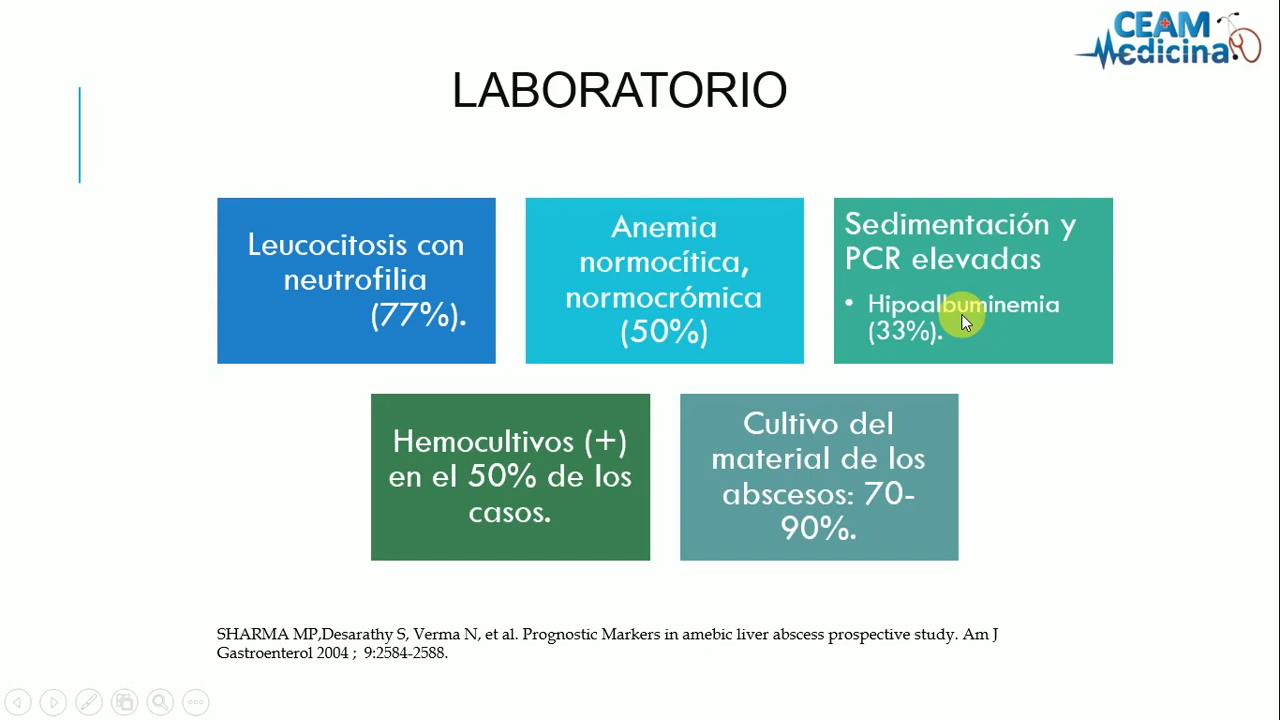 CEAM
Medicina
LABORATORIO
Leucocitosis con
neutrofilia
(77%).
Anemia
normocítica,
normocrómica
(50%)
Sedimentación y
PCR elevadas
• Hipoalbuminemia
(33%).
Hemocultivos (+)
en el 50% de los
casos.
Cultivo del
material de los
abscesos: 70-
90%.
SHARMA MP,Desarathy S, Verma N, et al. Prognostic Markers in amebic liver abscess prospective study. Am J
Gastroenterol 2004 ; 9:2584-2588.